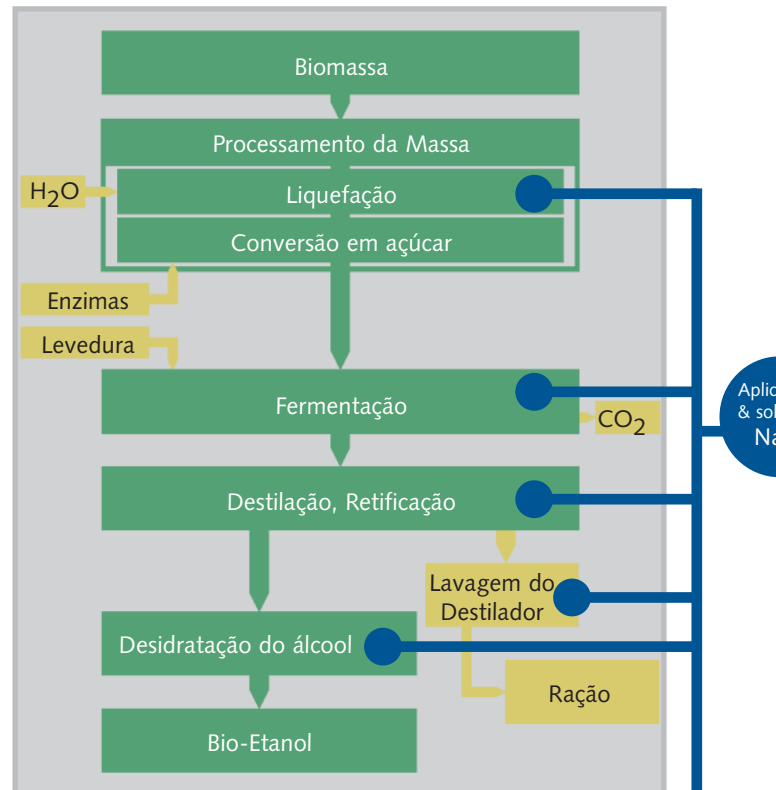 Biomassa
Processamento da Massa
H₂O
Liquefação
Conversão em açúcar
Enzimas
Levedura
Fermentação
CO₂
Destilação, Retificação
Lavagem do
Destilador
Desidratação do álcool
Ração
Bio-Etanol
&